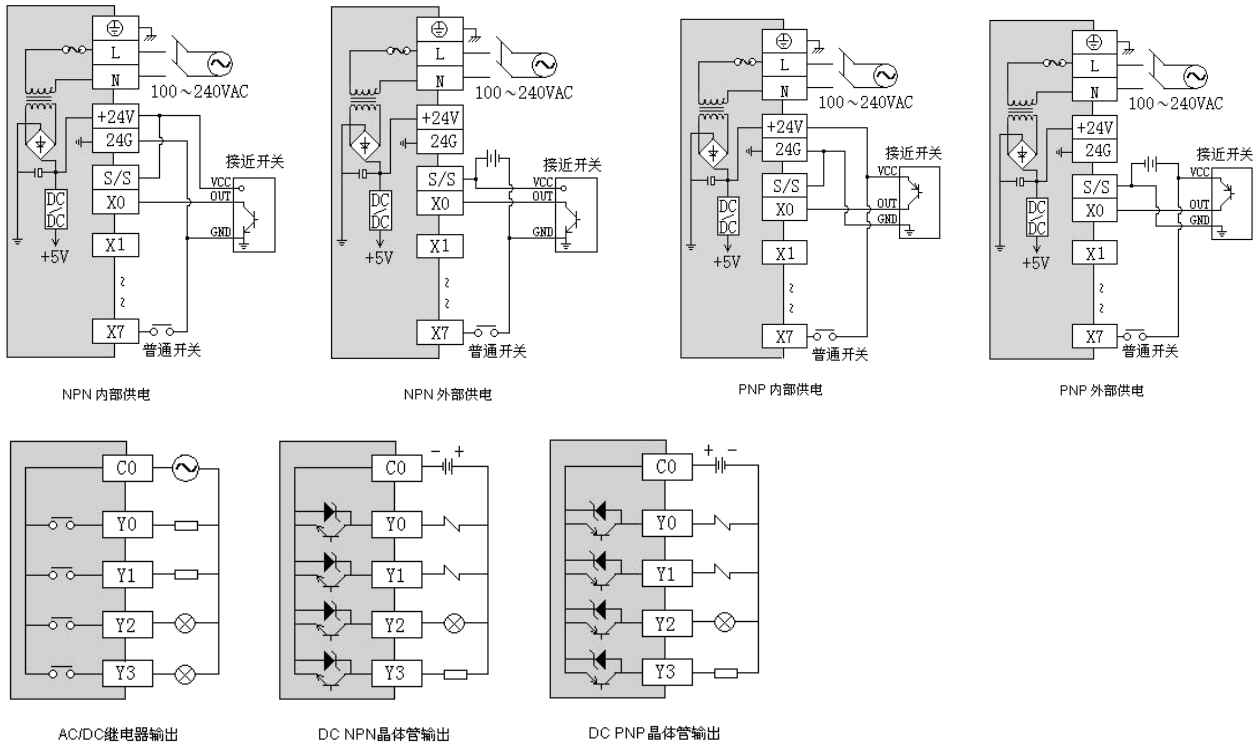 L
N
100～240VAC
+24V
24G
接近开关
S/S
VCC
OUT
X0
DC
DC
GND
X1
+5V
~
~
X7
普通开关
NPN 内部供电
L
N
100～240VAC
+24V
24G
接近开关
S/S
VCC
OUT
X0
DC
DC
GND
X1
+5V
~
~
X7
普通开关
NPN 外部供电
L
N
100～240VAC
+24V
24G
接近开关
VCC
S/S
OUT
X0
DC
DC
GND
X1
+5V
~
~
X7
普通开关
PNP 内部供电
L
N
100～240VAC
+24V
24G
接近开关
VCC
S/S
OUT
X0
DC
DC
GND
X1
+5V
~
~
X7
普通开关
PNP 外部供电
C0
Y0
Y1
Y2
Y3
AC/DC继电器输出
C0
- +
Y0
Y1
Y2
Y3
DC NPN晶体管输出
C0
+ -
Y0
Y1
Y2
Y3
DC PNP晶体管输出